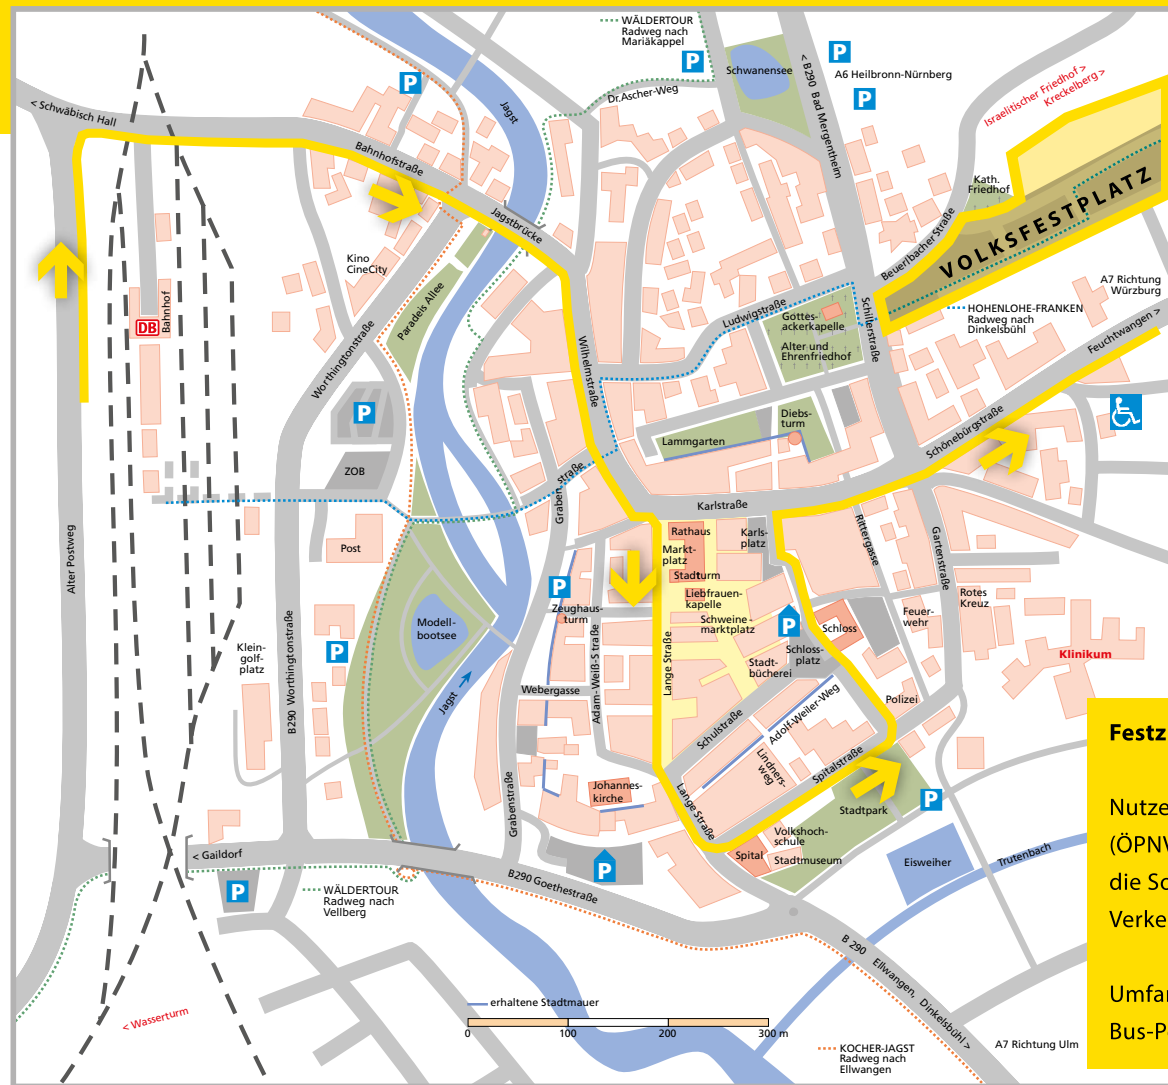 WÄLDERTOUR
Radweg nach
Mariäkappel
P
P
P
P
Schwanensee
< B290 Bad Mergentheim
A6 Heilbronn-Nürnberg
Israelitischer Friedhof >
Kreckelberg >
< Schwäbisch Hall
Jagst
Dr.Ascher-Weg
Bahnhofstraße
Jagstbrücke
Kath.
Friedhof
VOLKSFESTPLATZ
Beuerlbacher Straße
Kino
CineCity
A7 Richtung
Würzburg
DB
Bahnhof
Paradeis Allee
Worthingtonstraße
Ludwigstraße
Gottes-
ackerkapelle
Alter und
Ehrenfriedhof
Schillerstraße
HOHENLOHE-FRANKEN
Radweg nach
Dinkelsbühl
Feuchtwangen >
Wilhelmstraße
P
Diebs-
turm
Lammgarten
Schönebürgstraße
ZOB
Graben
straße
Karlstraße
Alter Postweg
Post
Rathaus
Markt-
platz
Stadtturm
Karls-
platz
Rittergasse
Gartenstraße
Liebfrauen-
kapelle
Schweine-
marktplatz
P
Zeughaus-
turm
P
Schloss
Schloss-
platz
Feuer-
wehr
Rotes
Kreuz
Klinikum
Modell-
bootsee
B290 Worthingtonstraße
P
Klein-
golf-
platz
Adam-Weiß-Straße
Lange Straße
Stadt-
bücherei
Webergasse
Jagst
Schulstraße
Adolf-Weiler-Weg
Polizei
Lindners-
weg
Spitalstraße
Grabenstraße
Johannes-
kirche
Lange Straße
Stadtpark
P
Volkshoch-
schule
Spital
Stadtmuseum
Eisweiher
Trutenbach
< Gaildorf
P
P
B290 Goethestraße
WÄLDERTOUR
Radweg nach
Vellberg
B 290 Ellwangen, Dinkelsbühl >
A7 Richtung Ulm
erhaltene Stadtmauer
0 100 200 300 m
< Wasserturm
KOCHER-JAGST
Radweg nach
Ellwangen
Festz
Nutze
(ÖPNV
die Sc
Verke
Umfan
Bus-P